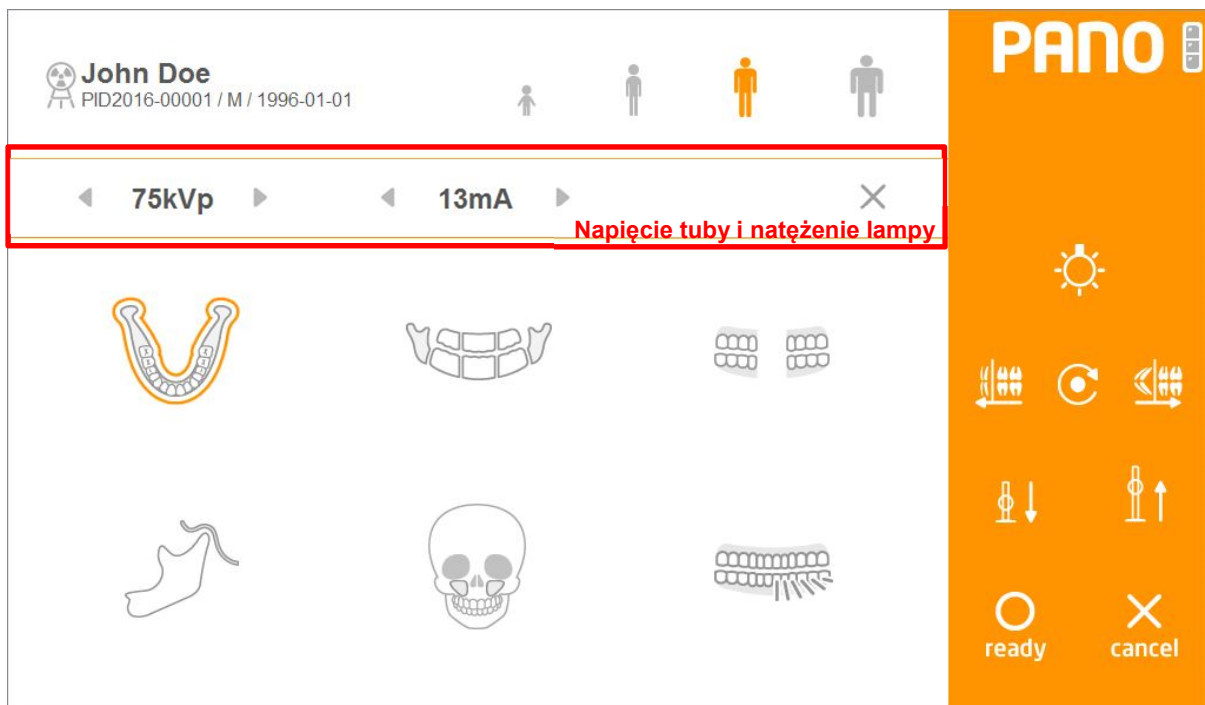 John Doe
PID2016-00001 / M / 1996-01-01
PANO
75kVp
13mA
Napięcie tuby i natężenie lampy
ready
cancel